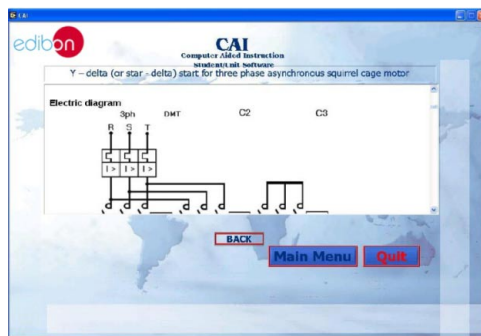 CAI
edibon
CAI
Computer Aided Instruction
Student/Unit Software
Y – delta (or star - delta) start for three phase asynchronous squirrel cage motor
Electric diagram
3ph DMT C2 C3
R S T
I > I > I >
BACK
Main Menu Quit